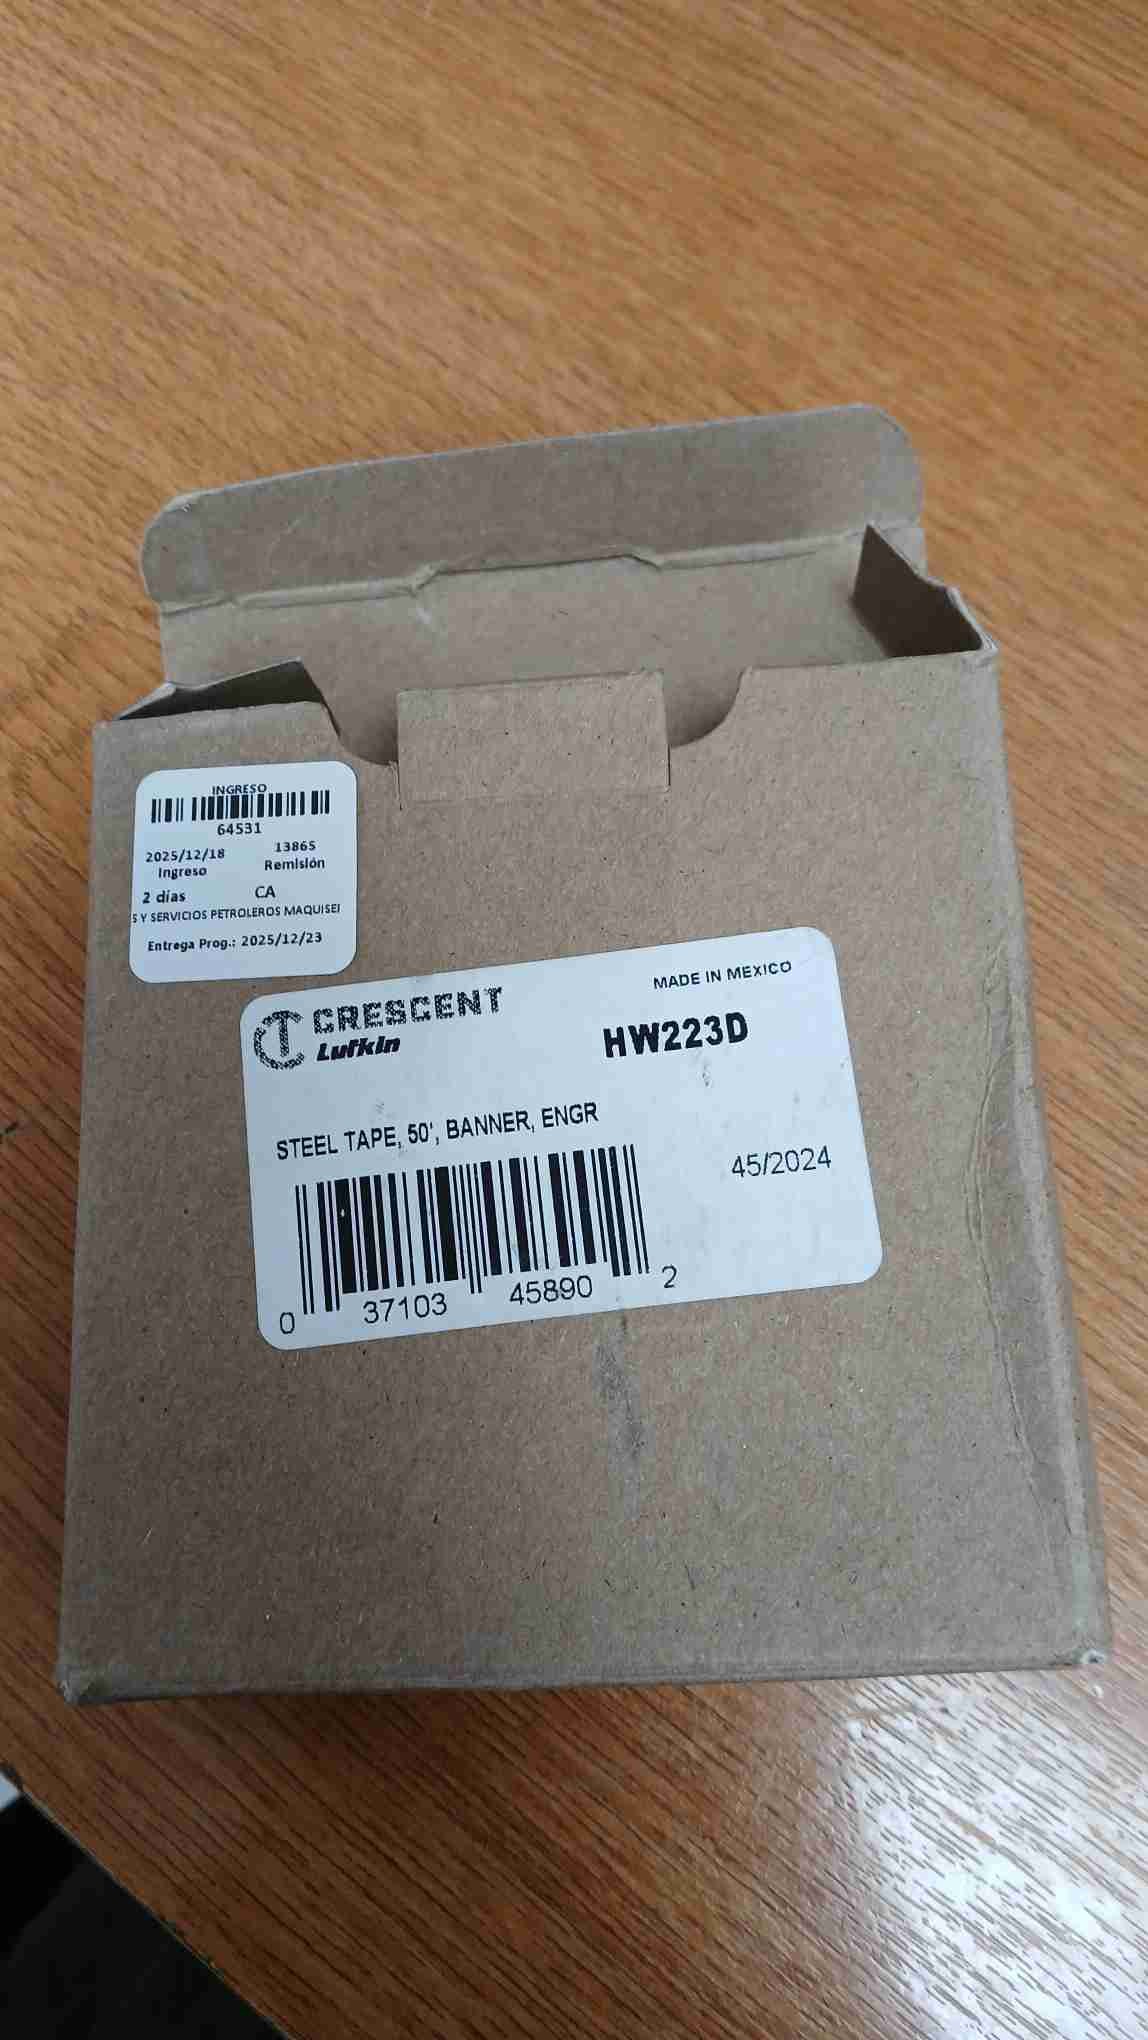 INGRESO
64531
2025/12/18 13865
Ingreso Remisión
2 días CA
S Y SERVICIOS PETROLEROS MAQUISEI
Entrega Prog.: 2025/12/23
CRESCENT
Lufkin
MADE IN MEXICO
HW223D
STEEL TAPE, 50', BANNER, ENGR
45/2024
0 37103 45890 2